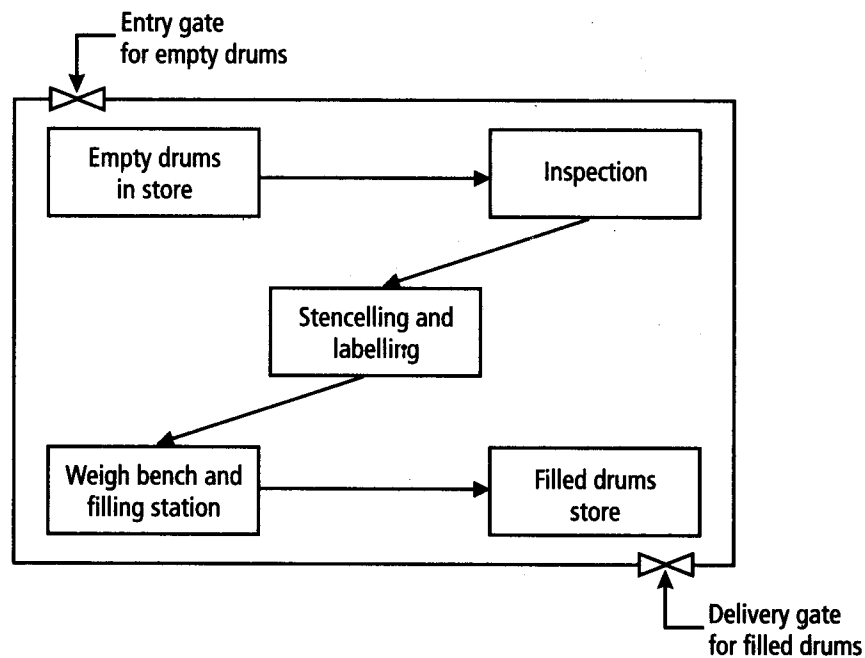 Entry gate
for empty drums
Empty drums
in store
Inspection
Stencelling and
labelling
Weigh bench and
filling station
Filled drums
store
Delivery gate
for filled drums